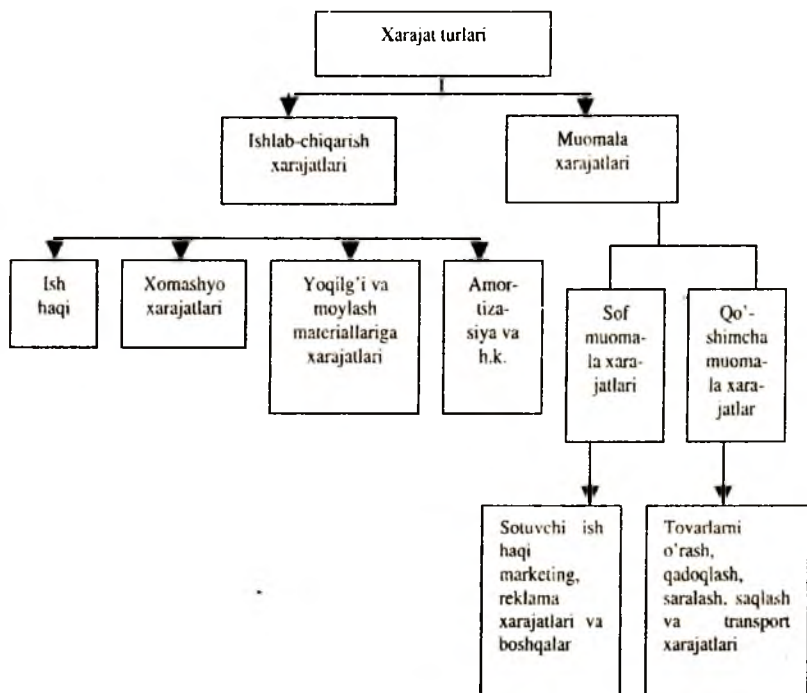 Xarajat turlari
Ishlab-chiqarish
xarajatlari
Muomala
xarajatlari
Ish
haqi
Xomashyo
xarajatlari
Yoqilg'i va
moylash
materiallariga
xarajatlari
Amor-
tiza-
siya va
h.k.
Sof
muoma-
la xara-
jatlari
Qo'-
shimcha
muoma-
la xara-
jatlar
Sotuvchi ish
haqi
marketing,
reklama
xarajatlari va
boshqalar
Tovarlarni
o'rash,
qadoqlash,
saralash, saqlash
va transport
xarajatlari